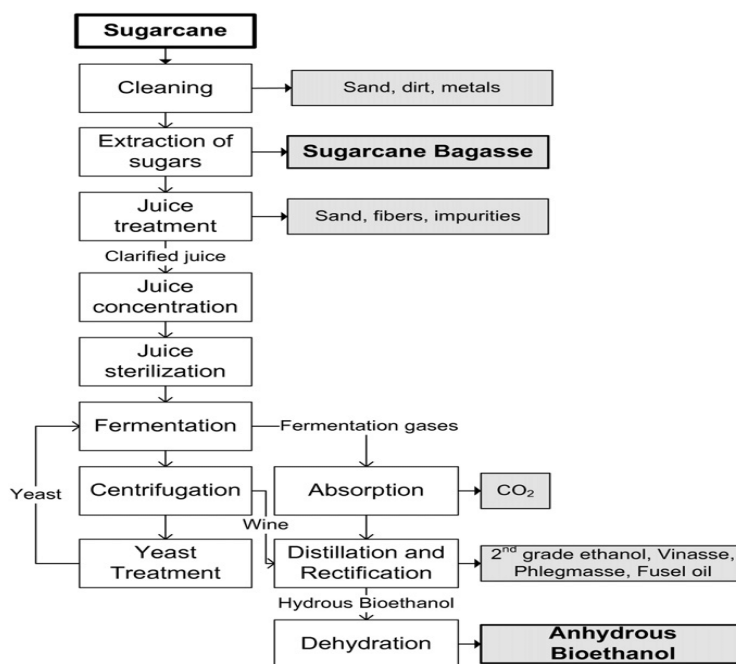 Sugarcane
Cleaning
Sand, dirt, metals
Extraction of
sugars
Sugarcane Bagasse
Juice
treatment
Sand, fibers, impurities
Clarified juice
Juice
concentration
Juice
sterilization
Fermentation
Fermentation gases
Yeast
Centrifugation
Absorption
CO₂
Wine
Yeast
Treatment
Distillation and
Rectification
2nd grade ethanol, Vinasse,
Phlegmasse, Fusel oil
Hydrous Bioethanol
Dehydration
Anhydrous
Bioethanol